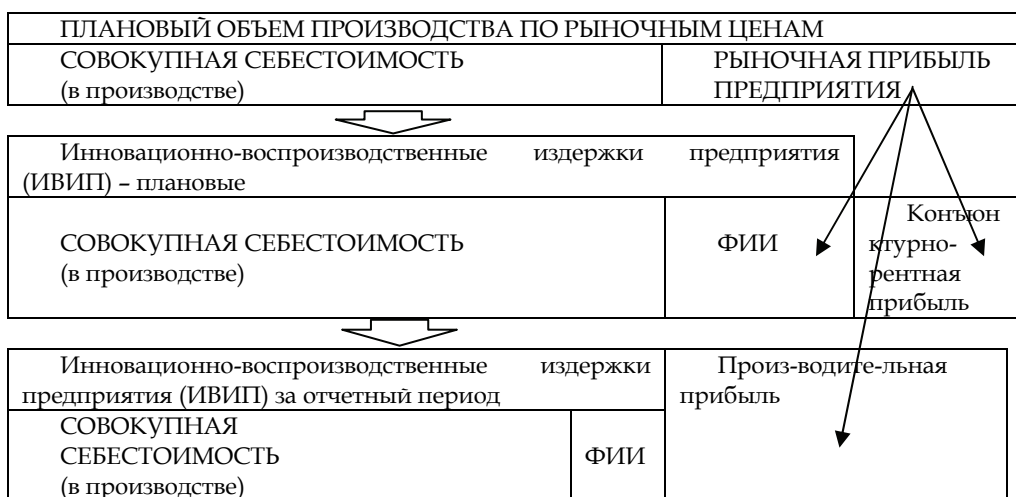 ПЛАНОВЫЙ ОБЪЕМ ПРОИЗВОДСТВА ПО РЫНОЧНЫМ ЦЕНАМ
СОВОКУПНАЯ СЕБЕСТОИМОСТЬ
(в производстве)
РЫНОЧНАЯ ПРИБЫЛЬ
ПРЕДПРИЯТИЯ
Инновационно-воспроизводственные издержки предприятия
(ИВИП) – плановые
СОВОКУПНАЯ СЕБЕСТОИМОСТЬ
(в производстве)
ФИИ
Конъюн
ктурно-
рентная
прибыль
Инновационно-воспроизводственные издержки
предприятия (ИВИП) за отчетный период
Произ-водите-льная
прибыль
СОВОКУПНАЯ
СЕБЕСТОИМОСТЬ
(в производстве)
ФИИ